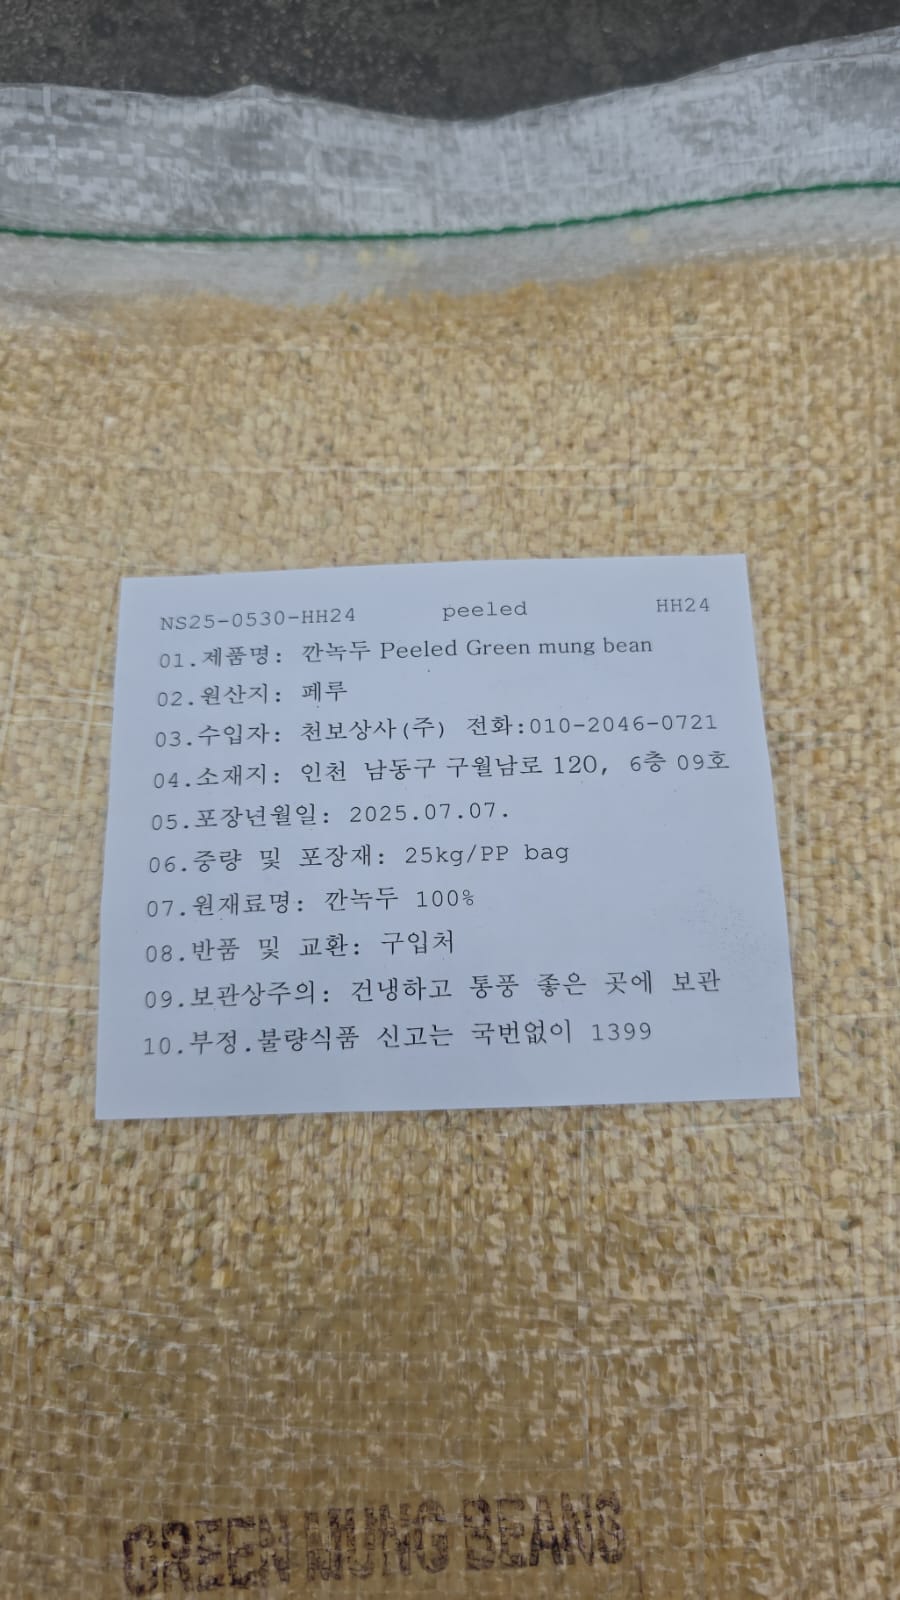 NS25-0530-HH24 peeled HH24
01.제품명: 깐녹두 Peeled Green mung bean
02.원산지: 페루
03.수입자: 천보상사(주) 전화:010-2046-0721
04.소재지: 인천 남동구 구월남로 120, 6층 09호
05.포장년월일: 2025.07.07.
06.중량 및 포장재: 25kg/PP bag
07.원재료명: 깐녹두 100%
08.반품 및 교환: 구입처
09.보관상주의: 건냉하고 통풍 좋은 곳에 보관
10.부정.불량식품 신고는 국번없이 1399
GREEN MUNG BEANS